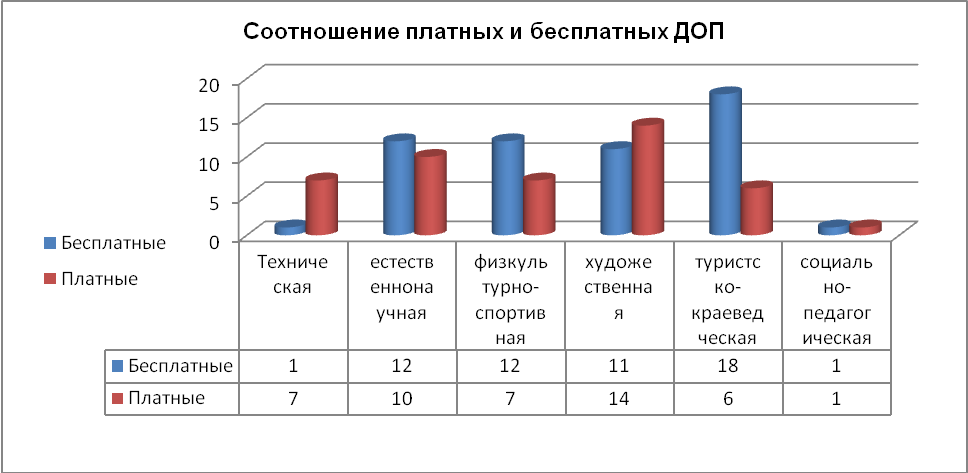 Соотношение платных и бесплатных ДОП
20
15
10
5
0
Бесплатные
Платные
Техниче
ская
естеств
еннона
учная
физкуль
турно-
спортив
ная
художе
ственна
я
туристс
ко-
краевед
ческая
социаль
но-
педагог
ическая
Бесплатные 1 12 12 11 18 1
Платные 7 10 7 14 6 1